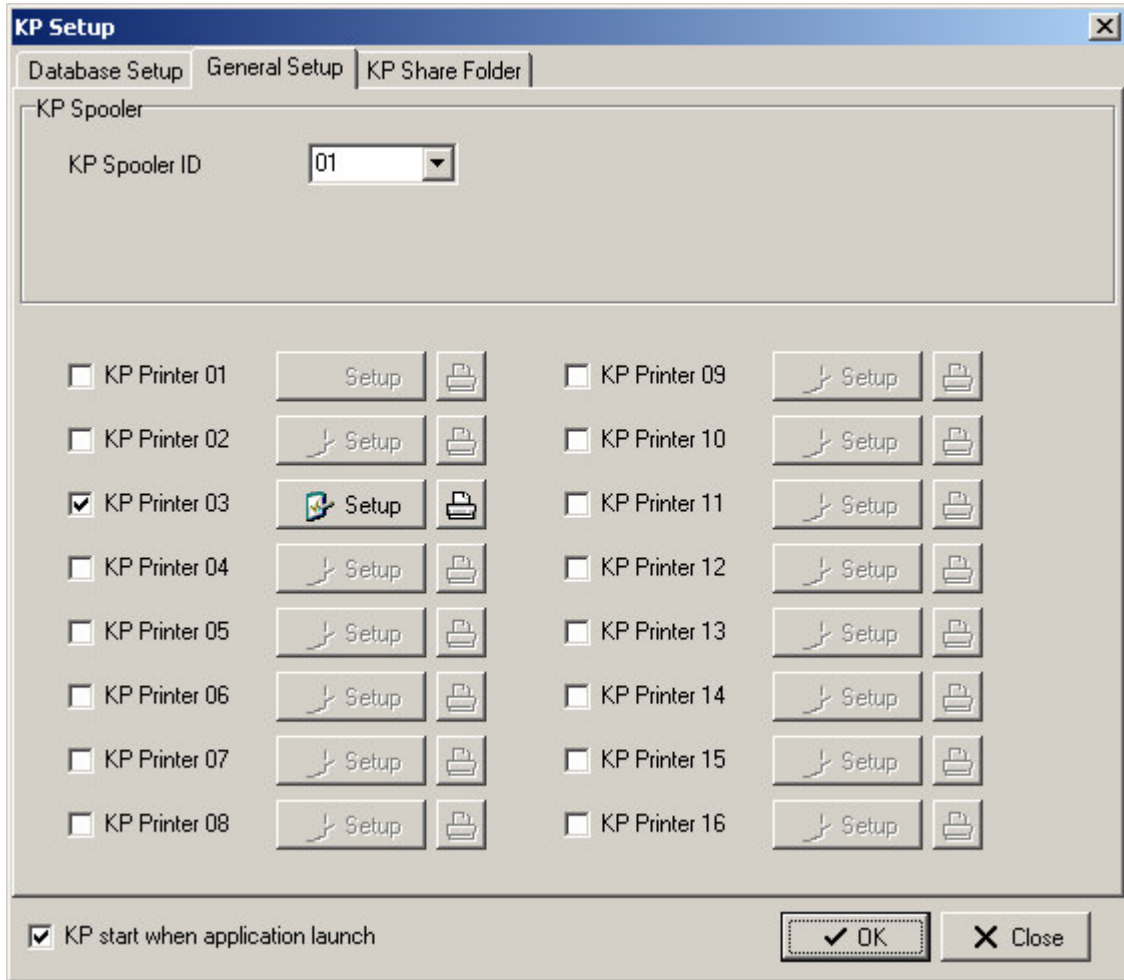 KP Setup
Database Setup General Setup KP Share Folder
KP Spooler
KP Spooler ID 01
KP Printer 01 Setup KP Printer 09 Setup
KP Printer 02 Setup KP Printer 10 Setup
KP Printer 03 Setup KP Printer 11 Setup
KP Printer 04 Setup KP Printer 12 Setup
KP Printer 05 Setup KP Printer 13 Setup
KP Printer 06 Setup KP Printer 14 Setup
KP Printer 07 Setup KP Printer 15 Setup
KP Printer 08 Setup KP Printer 16 Setup
KP start when application launch OK Close